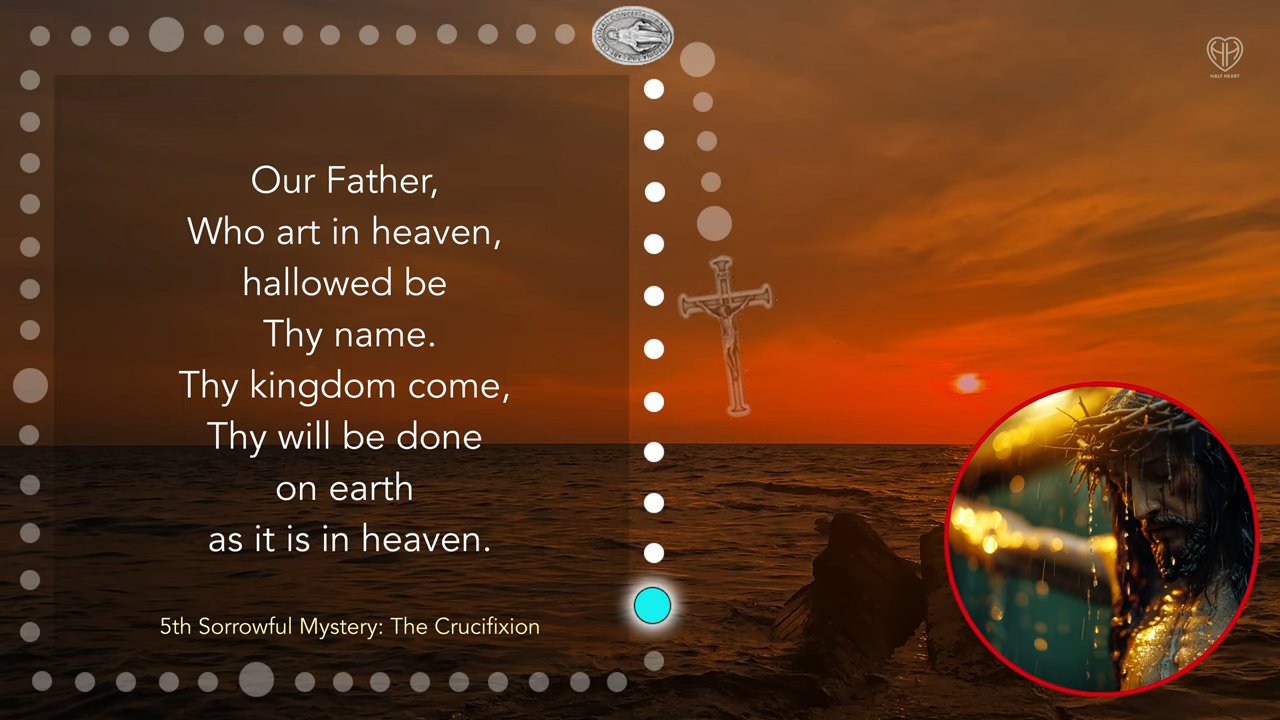 Our Father,
Who art in heaven,
hallowed be
Thy name.
Thy kingdom come,
Thy will be done
on earth
as it is in heaven.
5th Sorrowful Mystery: The Crucifixion
HALF HEART